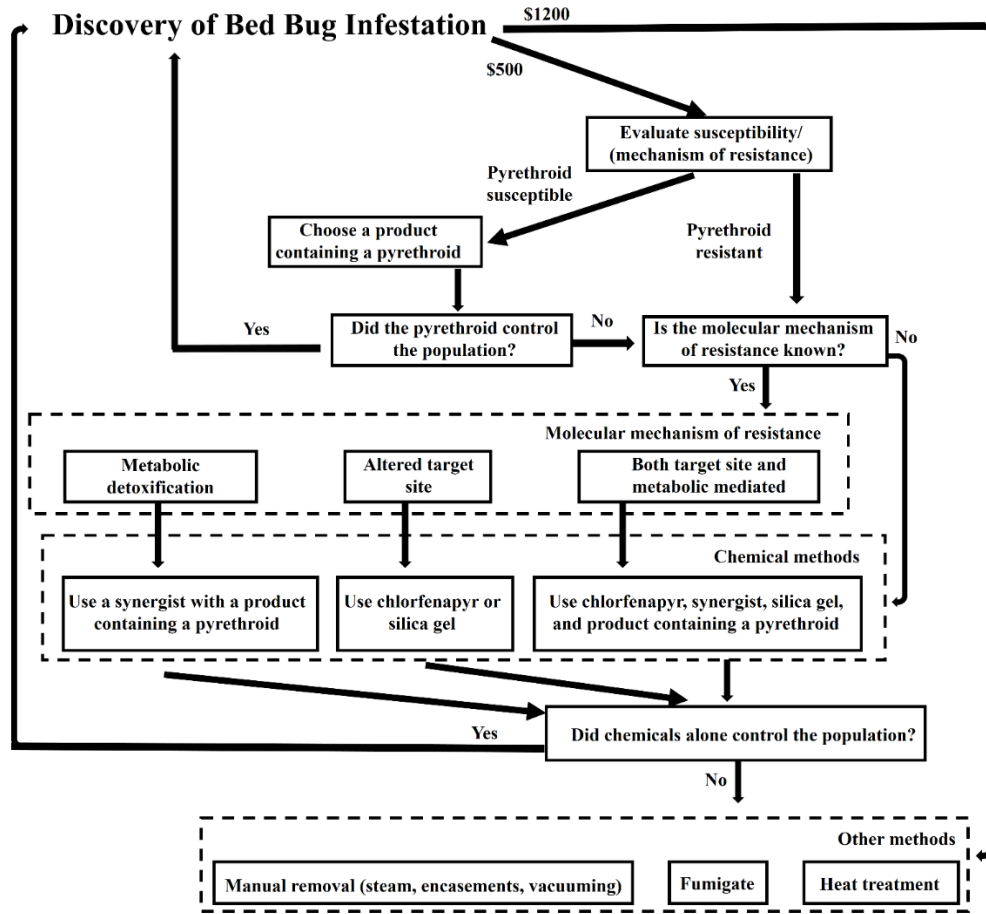 $1200
Discovery of Bed Bug Infestation
$500
Evaluate susceptibility/
(mechanism of resistance)
Pyrethroid
susceptible
Choose a product
containing a pyrethroid
Pyrethroid
resistant
Yes
Did the pyrethroid control
the population?
No
Is the molecular mechanism
of resistance known?
No
Yes
Molecular mechanism of resistance
Metabolic
detoxification
Altered target
site
Both target site and
metabolic mediated
Chemical methods
Use a synergist with a product
containing a pyrethroid
Use chlorfenapyr or
silica gel
Use chlorfenapyr, synergist, silica gel,
and product containing a pyrethroid
Yes
Did chemicals alone control the population?
No
Other methods
Manual removal (steam, encasements, vacuuming)
Fumigate
Heat treatment